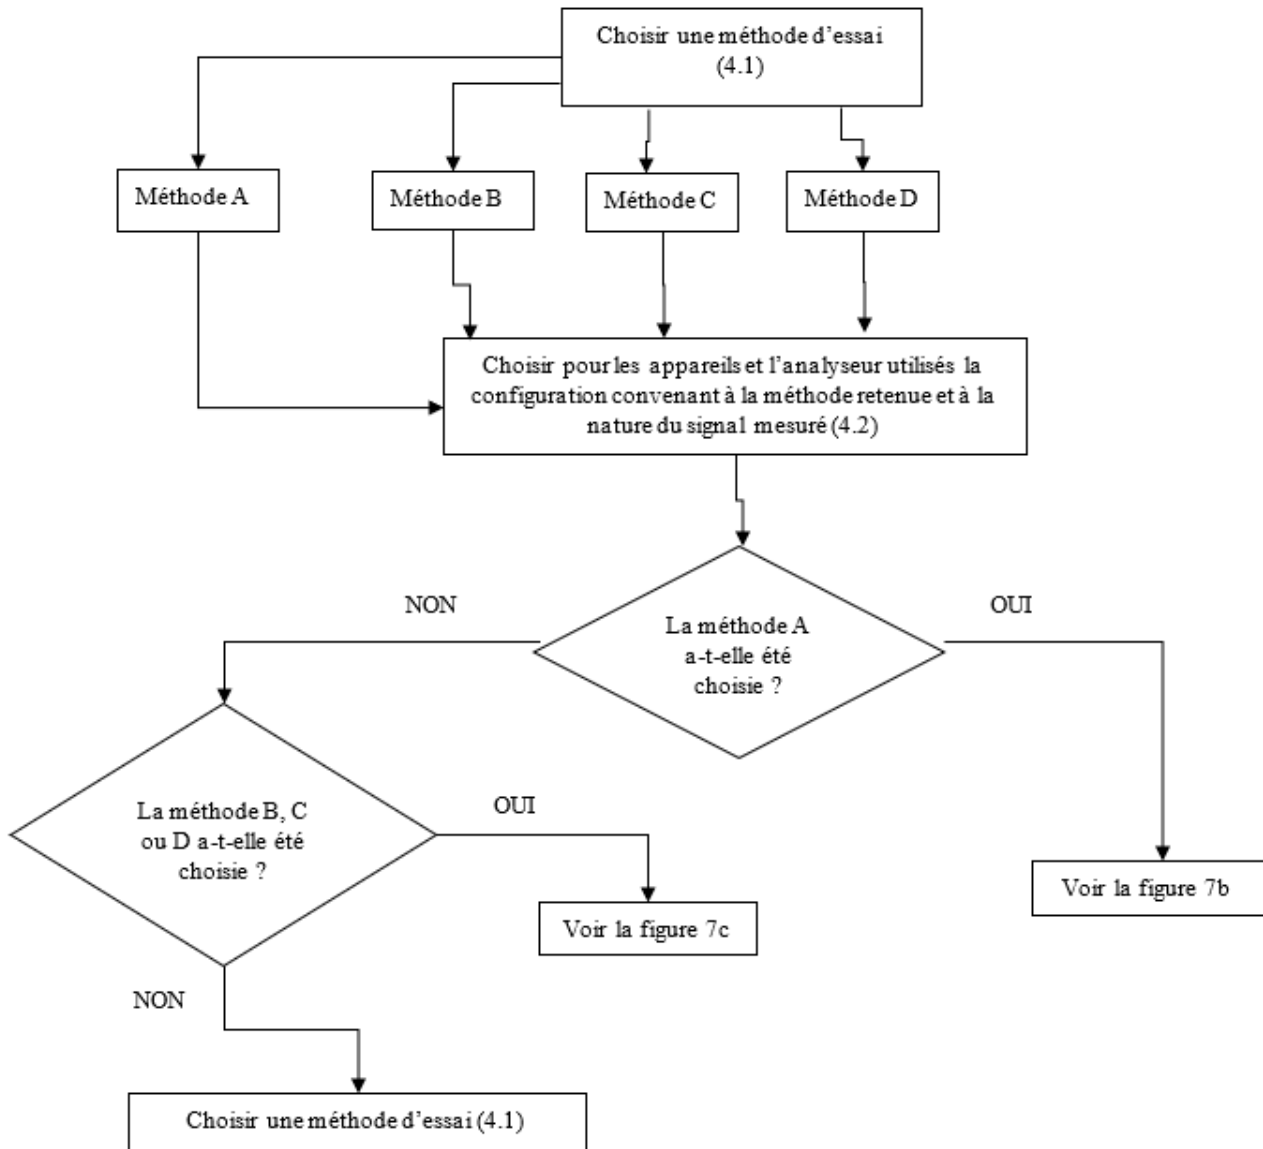 Choisir une méthode d’essai
(4.1)
Méthode A
Méthode B
Méthode C
Méthode D
Choisir pour les appareils et l’analyseur utilisés la
configuration convenant à la méthode retenue et à la
nature du signal mesuré (4.2)
NON
OUI
La méthode A
a-t-elle été
choisie ?
La méthode B, C
ou D a-t-elle été
choisie ?
OUI
Voir la figure 7b
Voir la figure 7c
NON
Choisir une méthode d’essai (4.1)